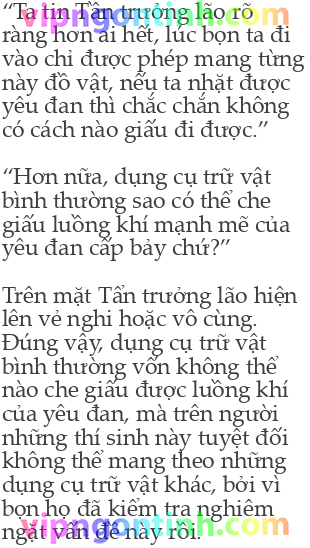 vipngontinh.com
“Ta tin Tần trưởng lão rõ
ràng hơn ai hết, lúc bọn ta đi
vào chỉ được phép mang từng
này đồ vật, nếu ta nhặt được
yêu đan thì chắc chắn không
có cách nào giấu đi được.”
“Hơn nữa, dụng cụ trữ vật
bình thường sao có thể che
giấu luồng khí mạnh mẽ của
yêu đan cấp bảy chứ?”
Trên mặt Tẩn trưởng lão hiện
lên vẻ nghi hoặc vô cùng.
Đúng vậy, dụng cụ trữ vật
bình thường vốn không thể
nào che giấu được luồng khí
của yêu đan, mà trên người
những thí sinh này tuyệt đối
không thể mang theo những
dụng cụ trữ vật khác, bởi vì
bọn họ đã kiểm tra nghiêm
ngặt vấn đề này rồi.
vipngontinh.com